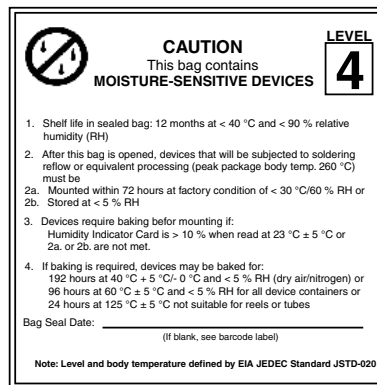 CAUTION
This bag contains
MOISTURE-SENSITIVE DEVICES
LEVEL
4
1. Shelf life in sealed bag: 12 months at < 40 °C and < 90 % relative
humidity (RH)
2. After this bag is opened, devices that will be subjected to soldering
reflow or equivalent processing (peak package body temp. 260 °C)
must be
2a. Mounted within 72 hours at factory condition of < 30 °C/60 % RH or
2b. Stored at < 5 % RH
3. Devices require baking befor mounting if:
Humidity Indicator Card is > 10 % when read at 23 °C ± 5 °C or
2a. or 2b. are not met.
4. If baking is required, devices may be baked for:
192 hours at 40 °C + 5 °C/- 0 °C and < 5 % RH (dry air/nitrogen) or
96 hours at 60 °C ± 5 °C and < 5 % RH for all device containers or
24 hours at 125 °C ± 5 °C not suitable for reels or tubes
Bag Seal Date:
(If blank, see barcode label)
Note: Level and body temperature defined by EIA JEDEC Standard JSTD-020